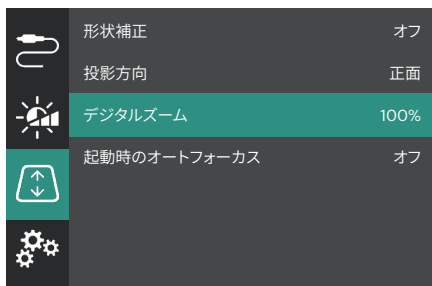 形状補正 オフ
投影方向 正面
デジタルズーム 100%
起動時のオートフォーカス オフ